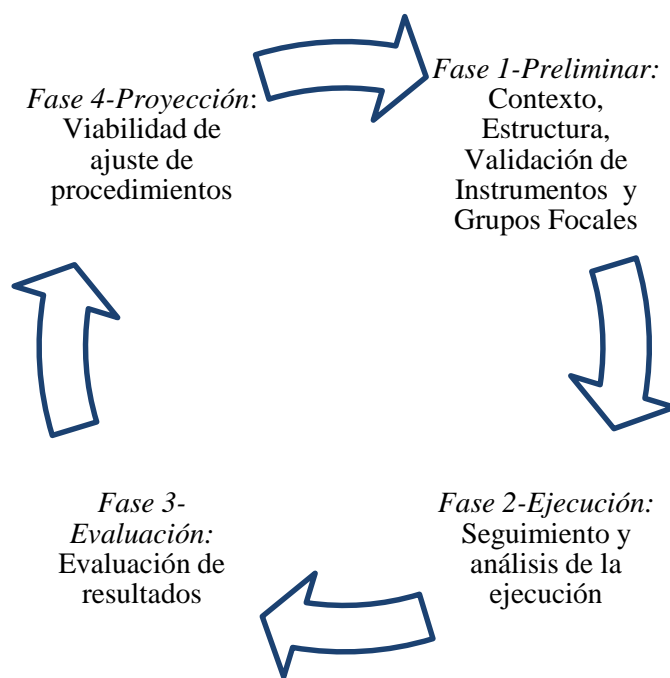 Fase 1-Preliminar:
Contexto,
Estructura,
Validación de
Instrumentos y
Grupos Focales
Fase 2-Ejecución:
Seguimiento y
análisis de la
ejecución
Fase 3-
Evaluación:
Evaluación de
resultados
Fase 4-Proyección:
Viabilidad de
ajuste de
procedimientos